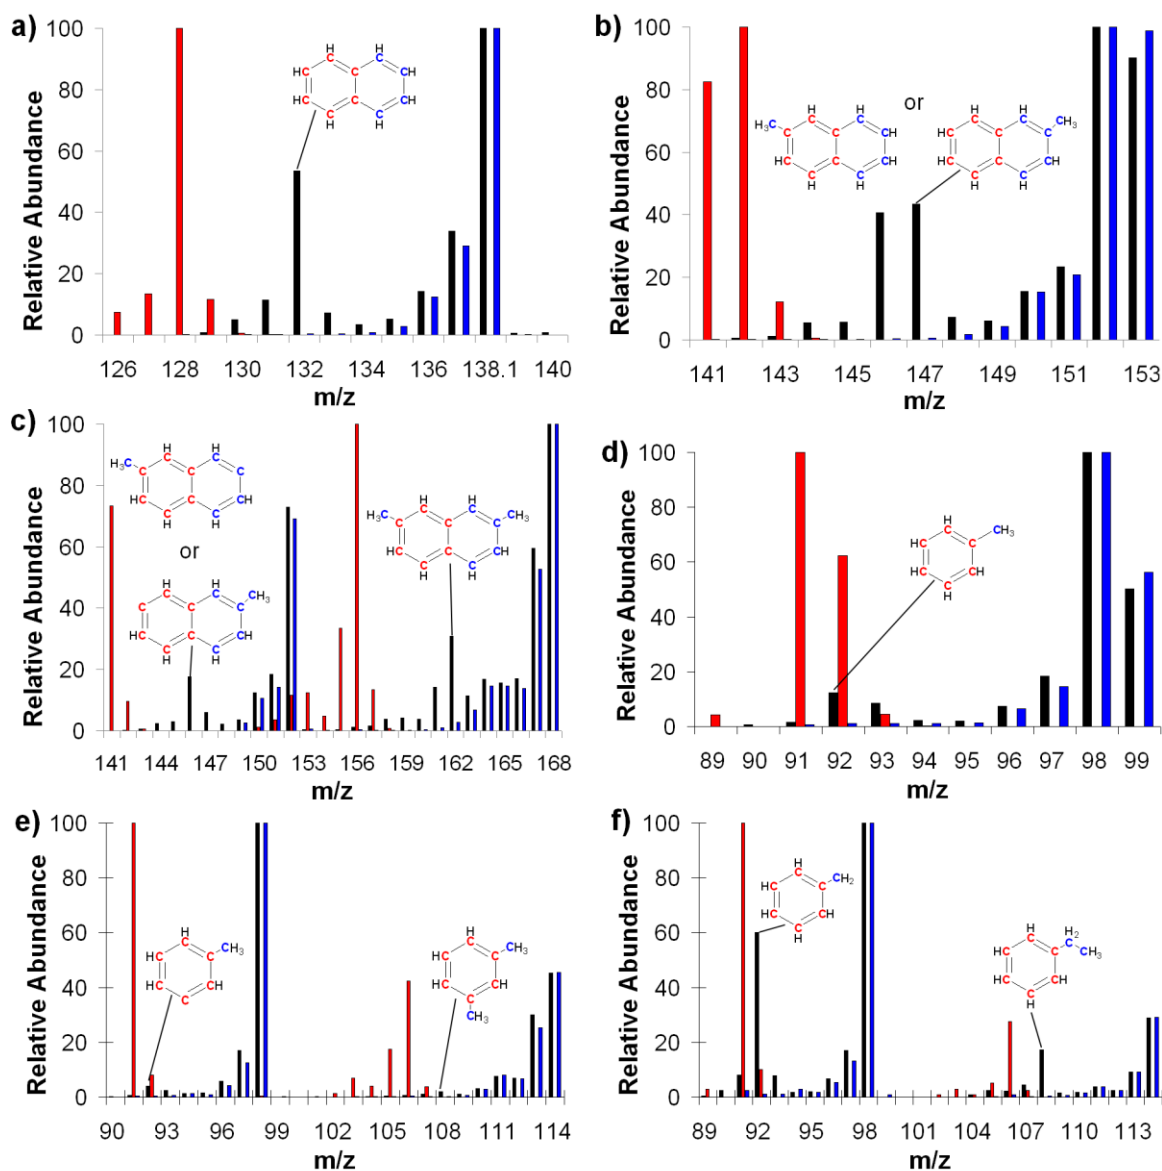 a)
Relative Abundance
100
80
60
40
20
0
126 128 130 132 134 136 138.1 140
m/z
H H
H C C C H
H C C C H
H H
b)
Relative Abundance
100
80
60
40
20
0
141 143 145 147 149 151 153
m/z
or
H3C
CH3
c)
Relative Abundance
100
80
60
40
20
0
141 144 147 150 153 156 159 162 165 168
m/z
H3C
or
CH3
H3C CH3
d)
Relative Abundance
100
80
60
40
20
0
89 90 91 92 93 94 95 96 97 98 99
m/z
CH3
e)
Relative Abundance
100
80
60
40
20
0
90 93 96 99 102 105 108 111 114
m/z
CH3
CH3
CH3
f)
Relative Abundance
100
80
60
40
20
0
89 92 95 98 101 104 107 110 113
m/z
CH2
H2
C
CH3